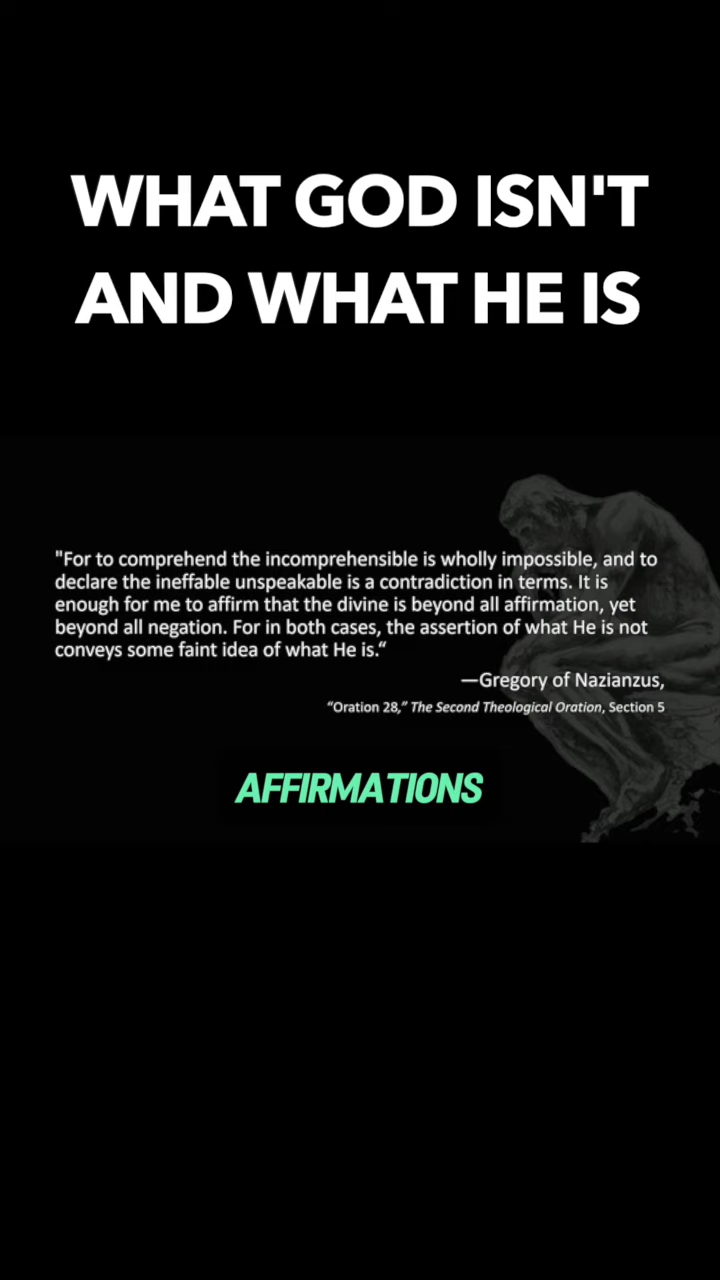 WHAT GOD ISN'T
AND WHAT HE IS
"For to comprehend the incomprehensible is wholly impossible, and to
declare the ineffable unspeakable is a contradiction in terms. It is
enough for me to affirm that the divine is beyond all affirmation, yet
beyond all negation. For in both cases, the assertion of what He is not
conveys some faint idea of what He is.“
—Gregory of Nazianzus,
“Oration 28,” The Second Theological Oration, Section 5
AFFIRMATIONS